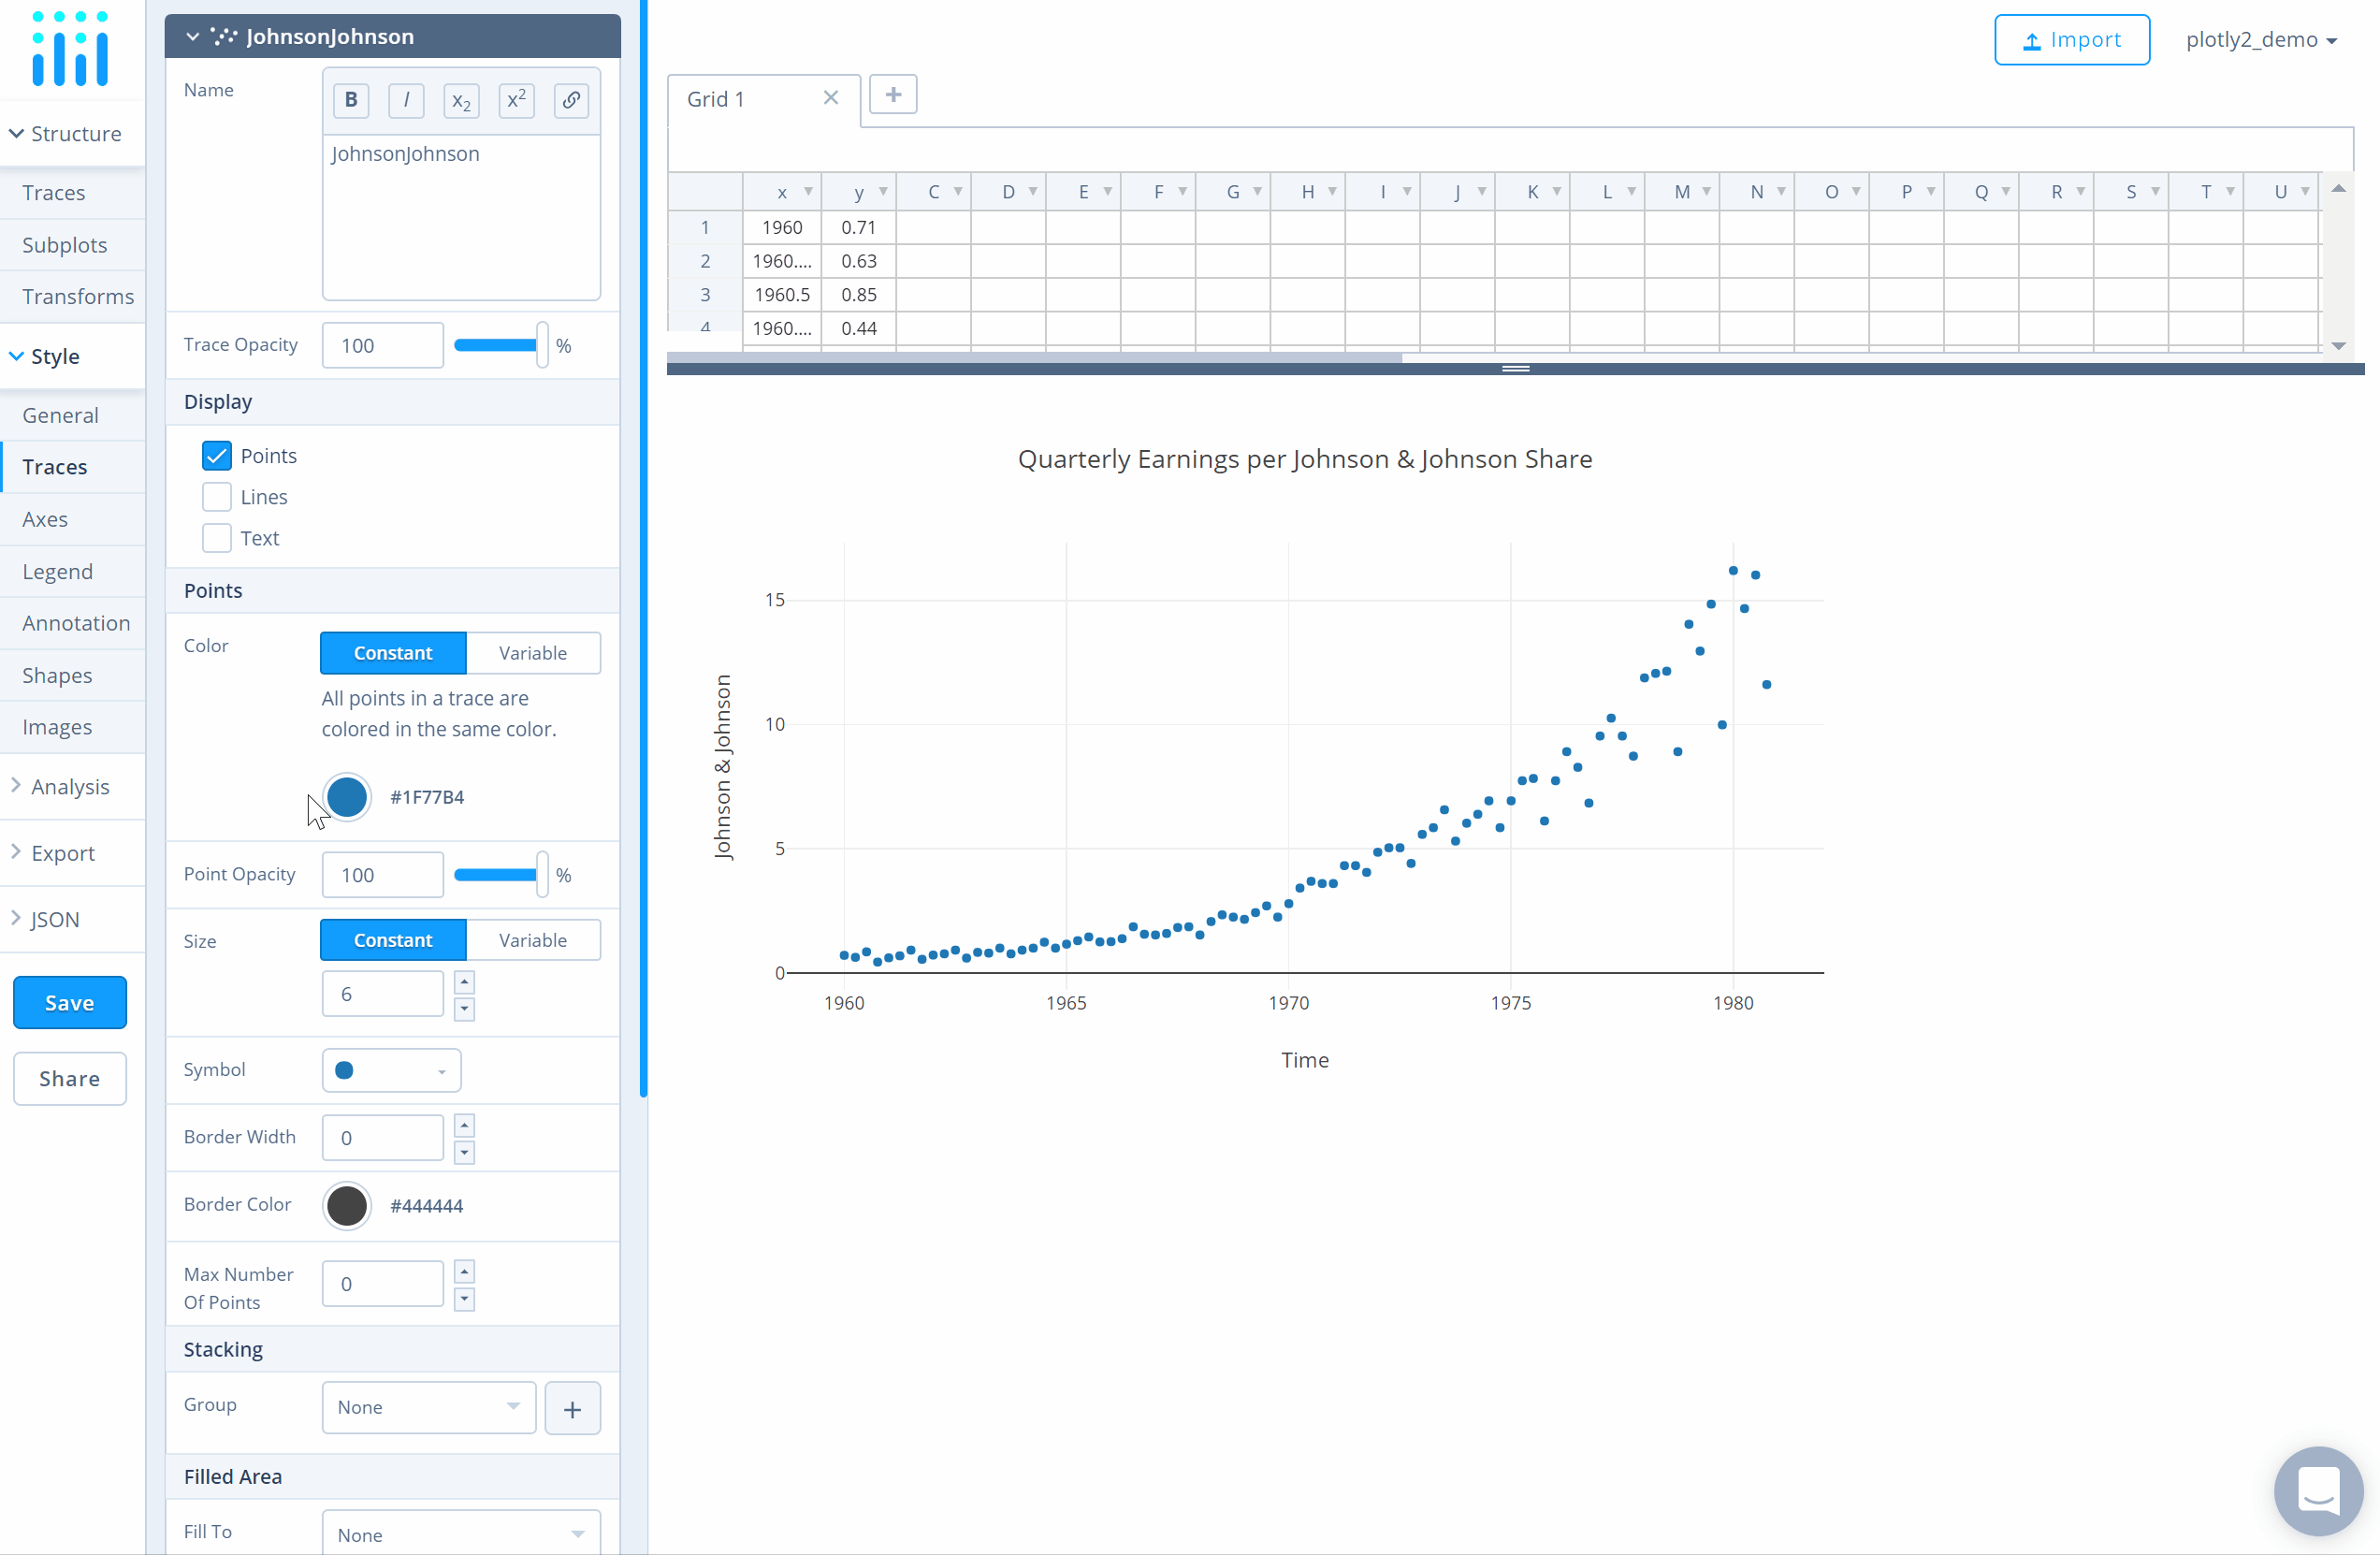 Structure
Traces
Subplots
Transforms
Style
General
Traces
Axes
Legend
Annotation
Shapes
Images
Analysis
Export
JSON
Save
Share
JohnsonJohnson
Name
B I x2 x2
JohnsonJohnson
Trace Opacity 100 %
Display
Points
Lines
Text
Points
Color Constant Variable
All points in a trace are
colored in the same color.
#1F77B4
Point Opacity 100 %
Size Constant Variable
6
Symbol
Border Width 0
Border Color #444444
Max Number
Of Points 0
Stacking
Group None +
Filled Area
Fill To None
Import plotly2_demo
Grid 1 × +
x y C D E F G H I J K L M N O P Q R S T U
1 1960 0.71
2 1960.... 0.63
3 1960.5 0.85
4 1960.... 0.44
Quarterly Earnings per Johnson & Johnson Share
15
10
5
0
Johnson & Johnson
1960 1965 1970 1975 1980
Time